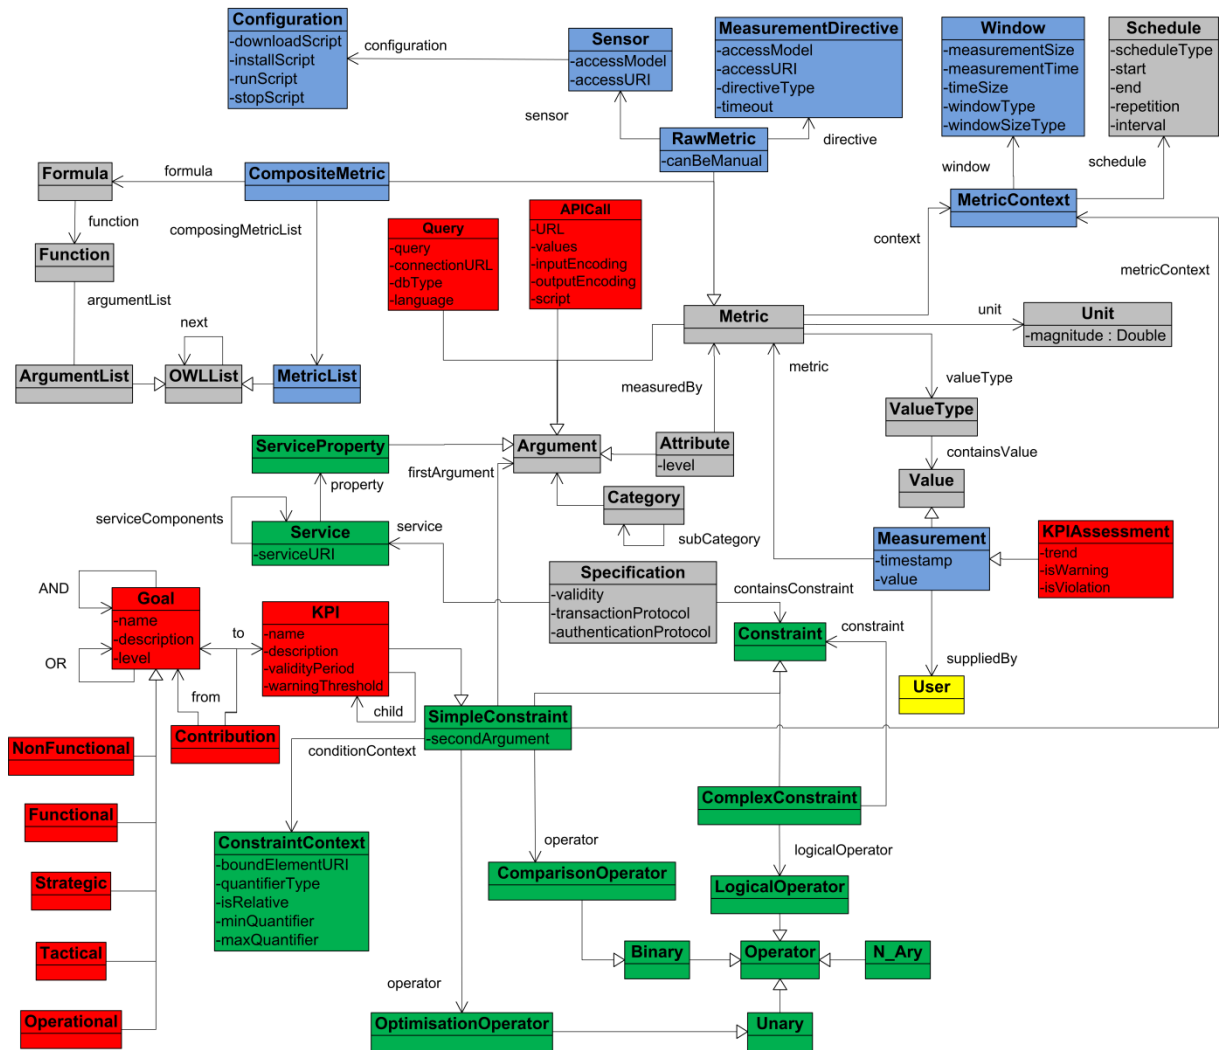 Configuration
-downloadScript
-installScript
-runScript
-stopScript
configuration
Sensor
-accessModel
-accessURI
MeasurementDirective
-accessModel
-accessURI
-directiveType
-timeout
Window
-measurementSize
-measurementTime
-timeSize
-windowType
-windowSizeType
Schedule
-scheduleType
-start
-end
-repetition
-interval
sensor
RawMetric
-canBeManual
directive
window
schedule
Formula
formula
CompositeMetric
MetricContext
function
composingMetricList
Query
-query
-connectionURL
-dbType
-language
APICall
-URL
-values
-inputEncoding
-outputEncoding
-script
context
metricContext
Function
argumentList
next
Metric
unit
Unit
-magnitude : Double
ArgumentList
OWLList
MetricList
measuredBy
metric
valueType
ValueType
containsValue
ServiceProperty
Argument
Attribute
-level
firstArgument
property
Value
Category
subCategory
serviceComponents
Service
-serviceURI
service
Measurement
-timestamp
-value
KPIAssessment
-trend
-isWarning
-isViolation
Specification
-validity
-transactionProtocol
-authenticationProtocol
containsConstraint
Constraint
constraint
AND
Goal
-name
-description
-level
OR
to
from
KPI
-name
-description
-validityPeriod
-warningThreshold
child
suppliedBy
User
Contribution
SimpleConstraint
-secondArgument
conditionContext
NonFunctional
Functional
Strategic
Tactical
Operational
ConstraintContext
-boundElementURI
-quantifierType
-isRelative
-minQuantifier
-maxQuantifier
ComplexConstraint
operator
logicalOperator
ComparisonOperator
LogicalOperator
Binary
Operator
N_Ary
operator
OptimisationOperator
Unary